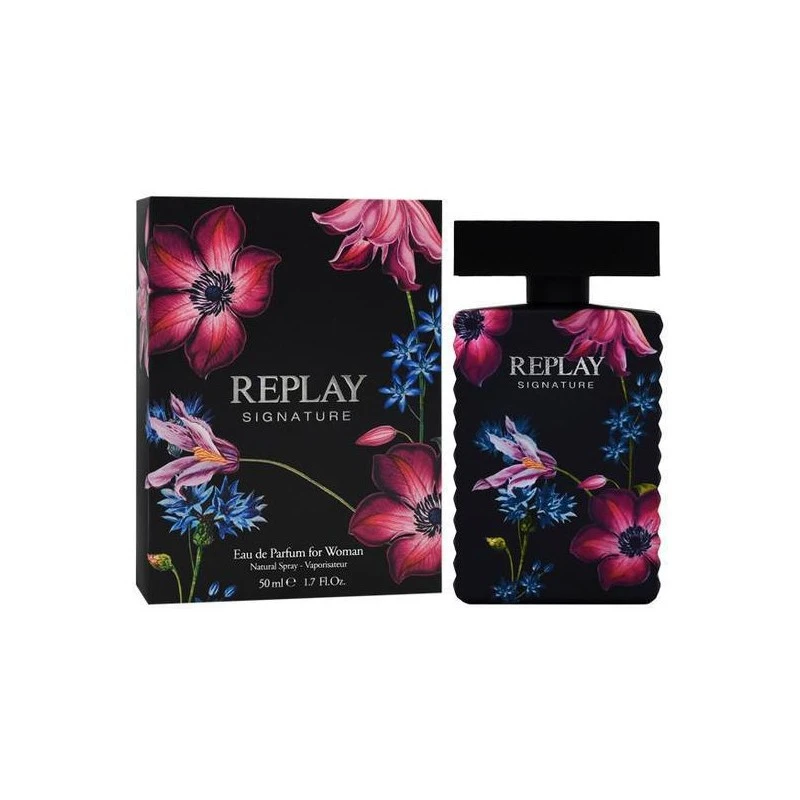 REPLAY
SIGNATURE
Eau de Parfum for Woman
Natural Spray - Vaporisateur
50 ml ℮ 1.7 Fl.Oz.
REPLAY
SIGNATURE